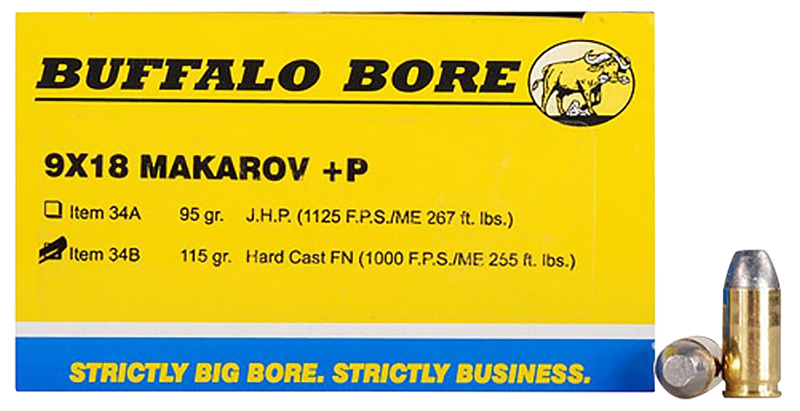 BUFFALO BORE
9X18 MAKAROV +P
Item 34A 95 gr. J.H.P. (1125 F.P.S./ME 267 ft. lbs.)
Item 34B 115 gr. Hard Cast FN (1000 F.P.S./ME 255 ft. lbs.)
STRICTLY BIG BORE. STRICTLY BUSINESS.